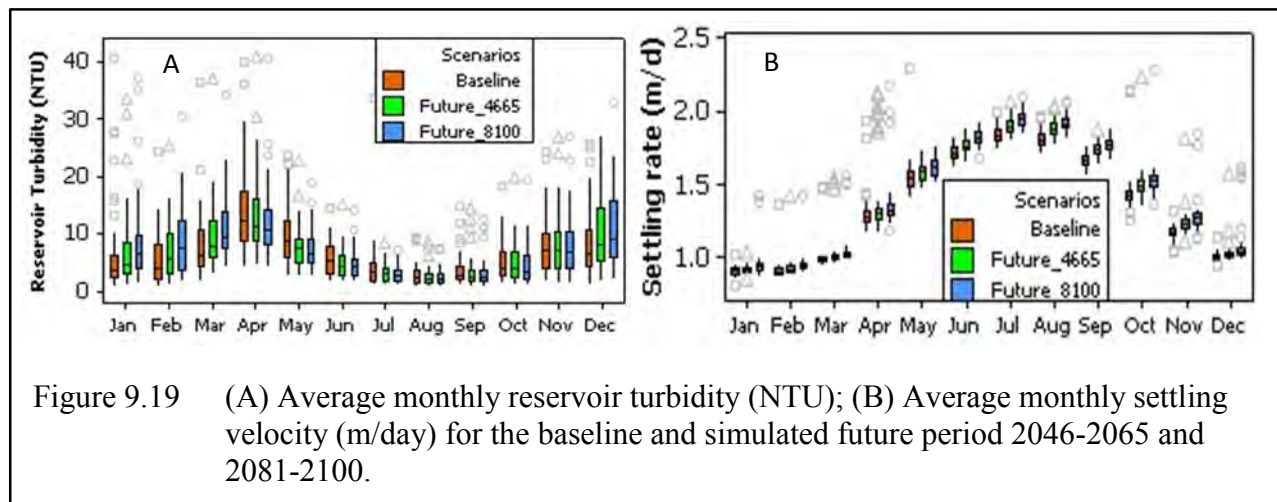 A
Reservoir Turbidity (NTU)
40
30
20
10
0
Scenarios
Baseline
Future_4665
Future_8100
Jan Feb Mar Apr May Jun Jul Aug Sep Oct Nov Dec
B
Settling rate (m/d)
2.5
2.0
1.5
1.0
Scenarios
Baseline
Future_4665
Future_8100
Jan Feb Mar Apr May Jun Jul Aug Sep Oct Nov Dec
Figure 9.19 (A) Average monthly reservoir turbidity (NTU); (B) Average monthly settling
velocity (m/day) for the baseline and simulated future period 2046-2065 and
2081-2100.